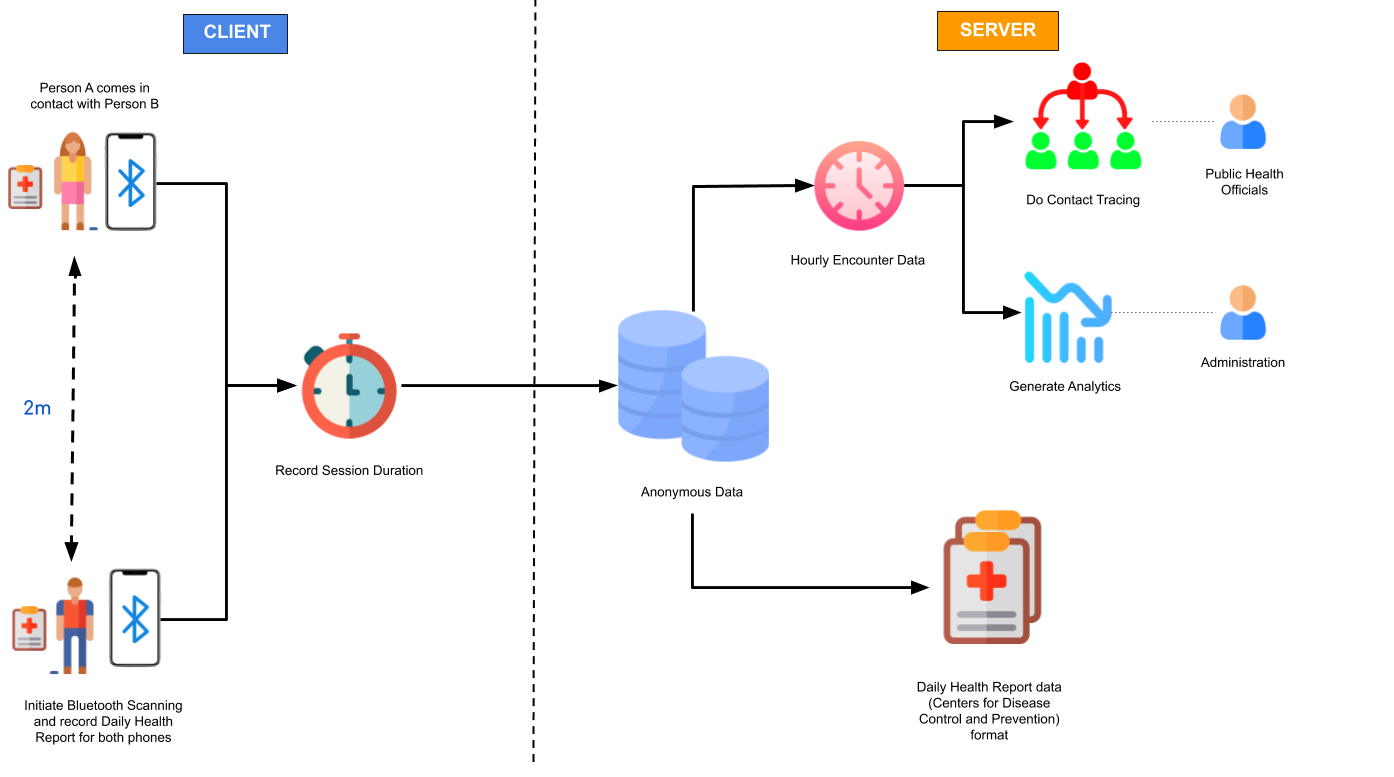 CLIENT
SERVER
Person A comes in
contact with Person B
2m
Initiate Bluetooth Scanning
and record Daily Health
Report for both phones
Record Session Duration
Anonymous Data
Hourly Encounter Data
Do Contact Tracing
Public Health
Officials
Generate Analytics
Administration
Daily Health Report data
(Centers for Disease
Control and Prevention)
format